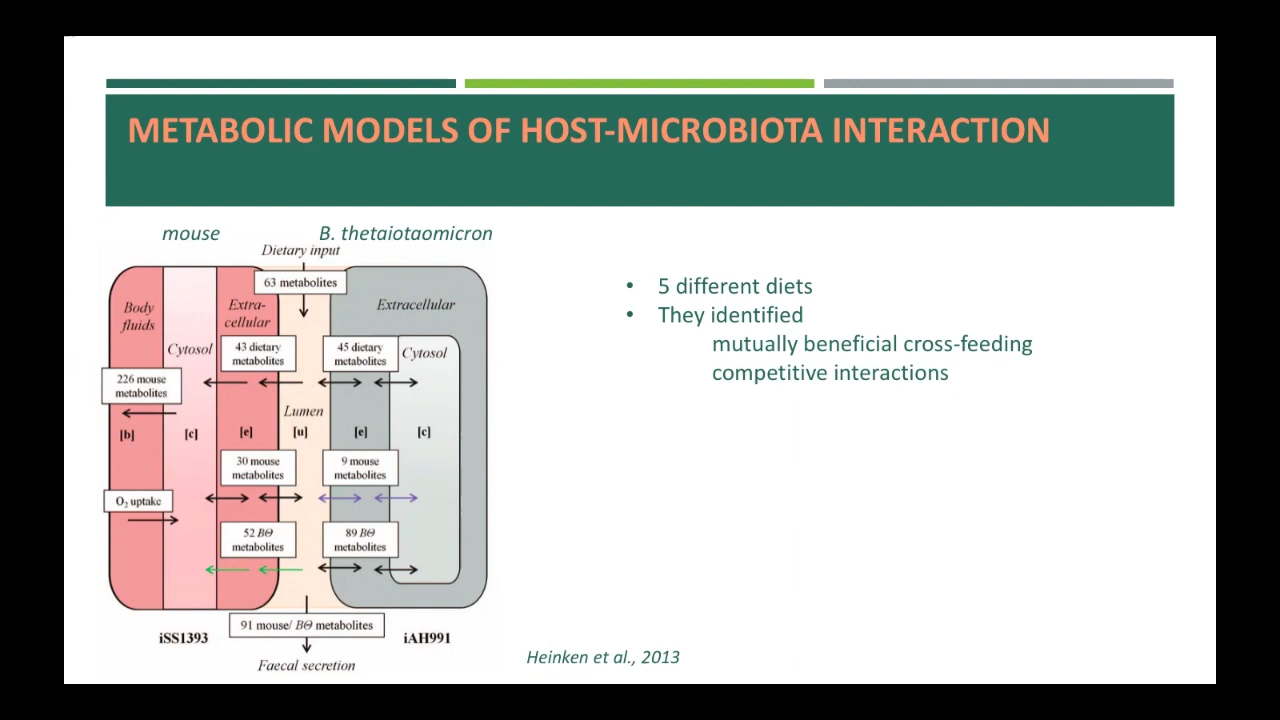 METABOLIC MODELS OF HOST-MICROBIOTA INTERACTION
mouse
B. thetaiotaomicron
Dietary input
63 metabolites
Body
fluids
Extra-
cellular
Extracellular
Cytosol
43 dietary
metabolites
45 dietary
metabolites
Cytosol
226 mouse
metabolites
Lumen
[b]
[c]
[e]
[u]
[e]
[c]
30 mouse
metabolites
9 mouse
metabolites
O₂ uptake
52 BΘ
metabolites
89 BΘ
metabolites
91 mouse/ BΘ metabolites
iSS1393
iAH991
Faecal secretion
• 5 different diets
• They identified
mutually beneficial cross-feeding
competitive interactions
Heinken et al., 2013